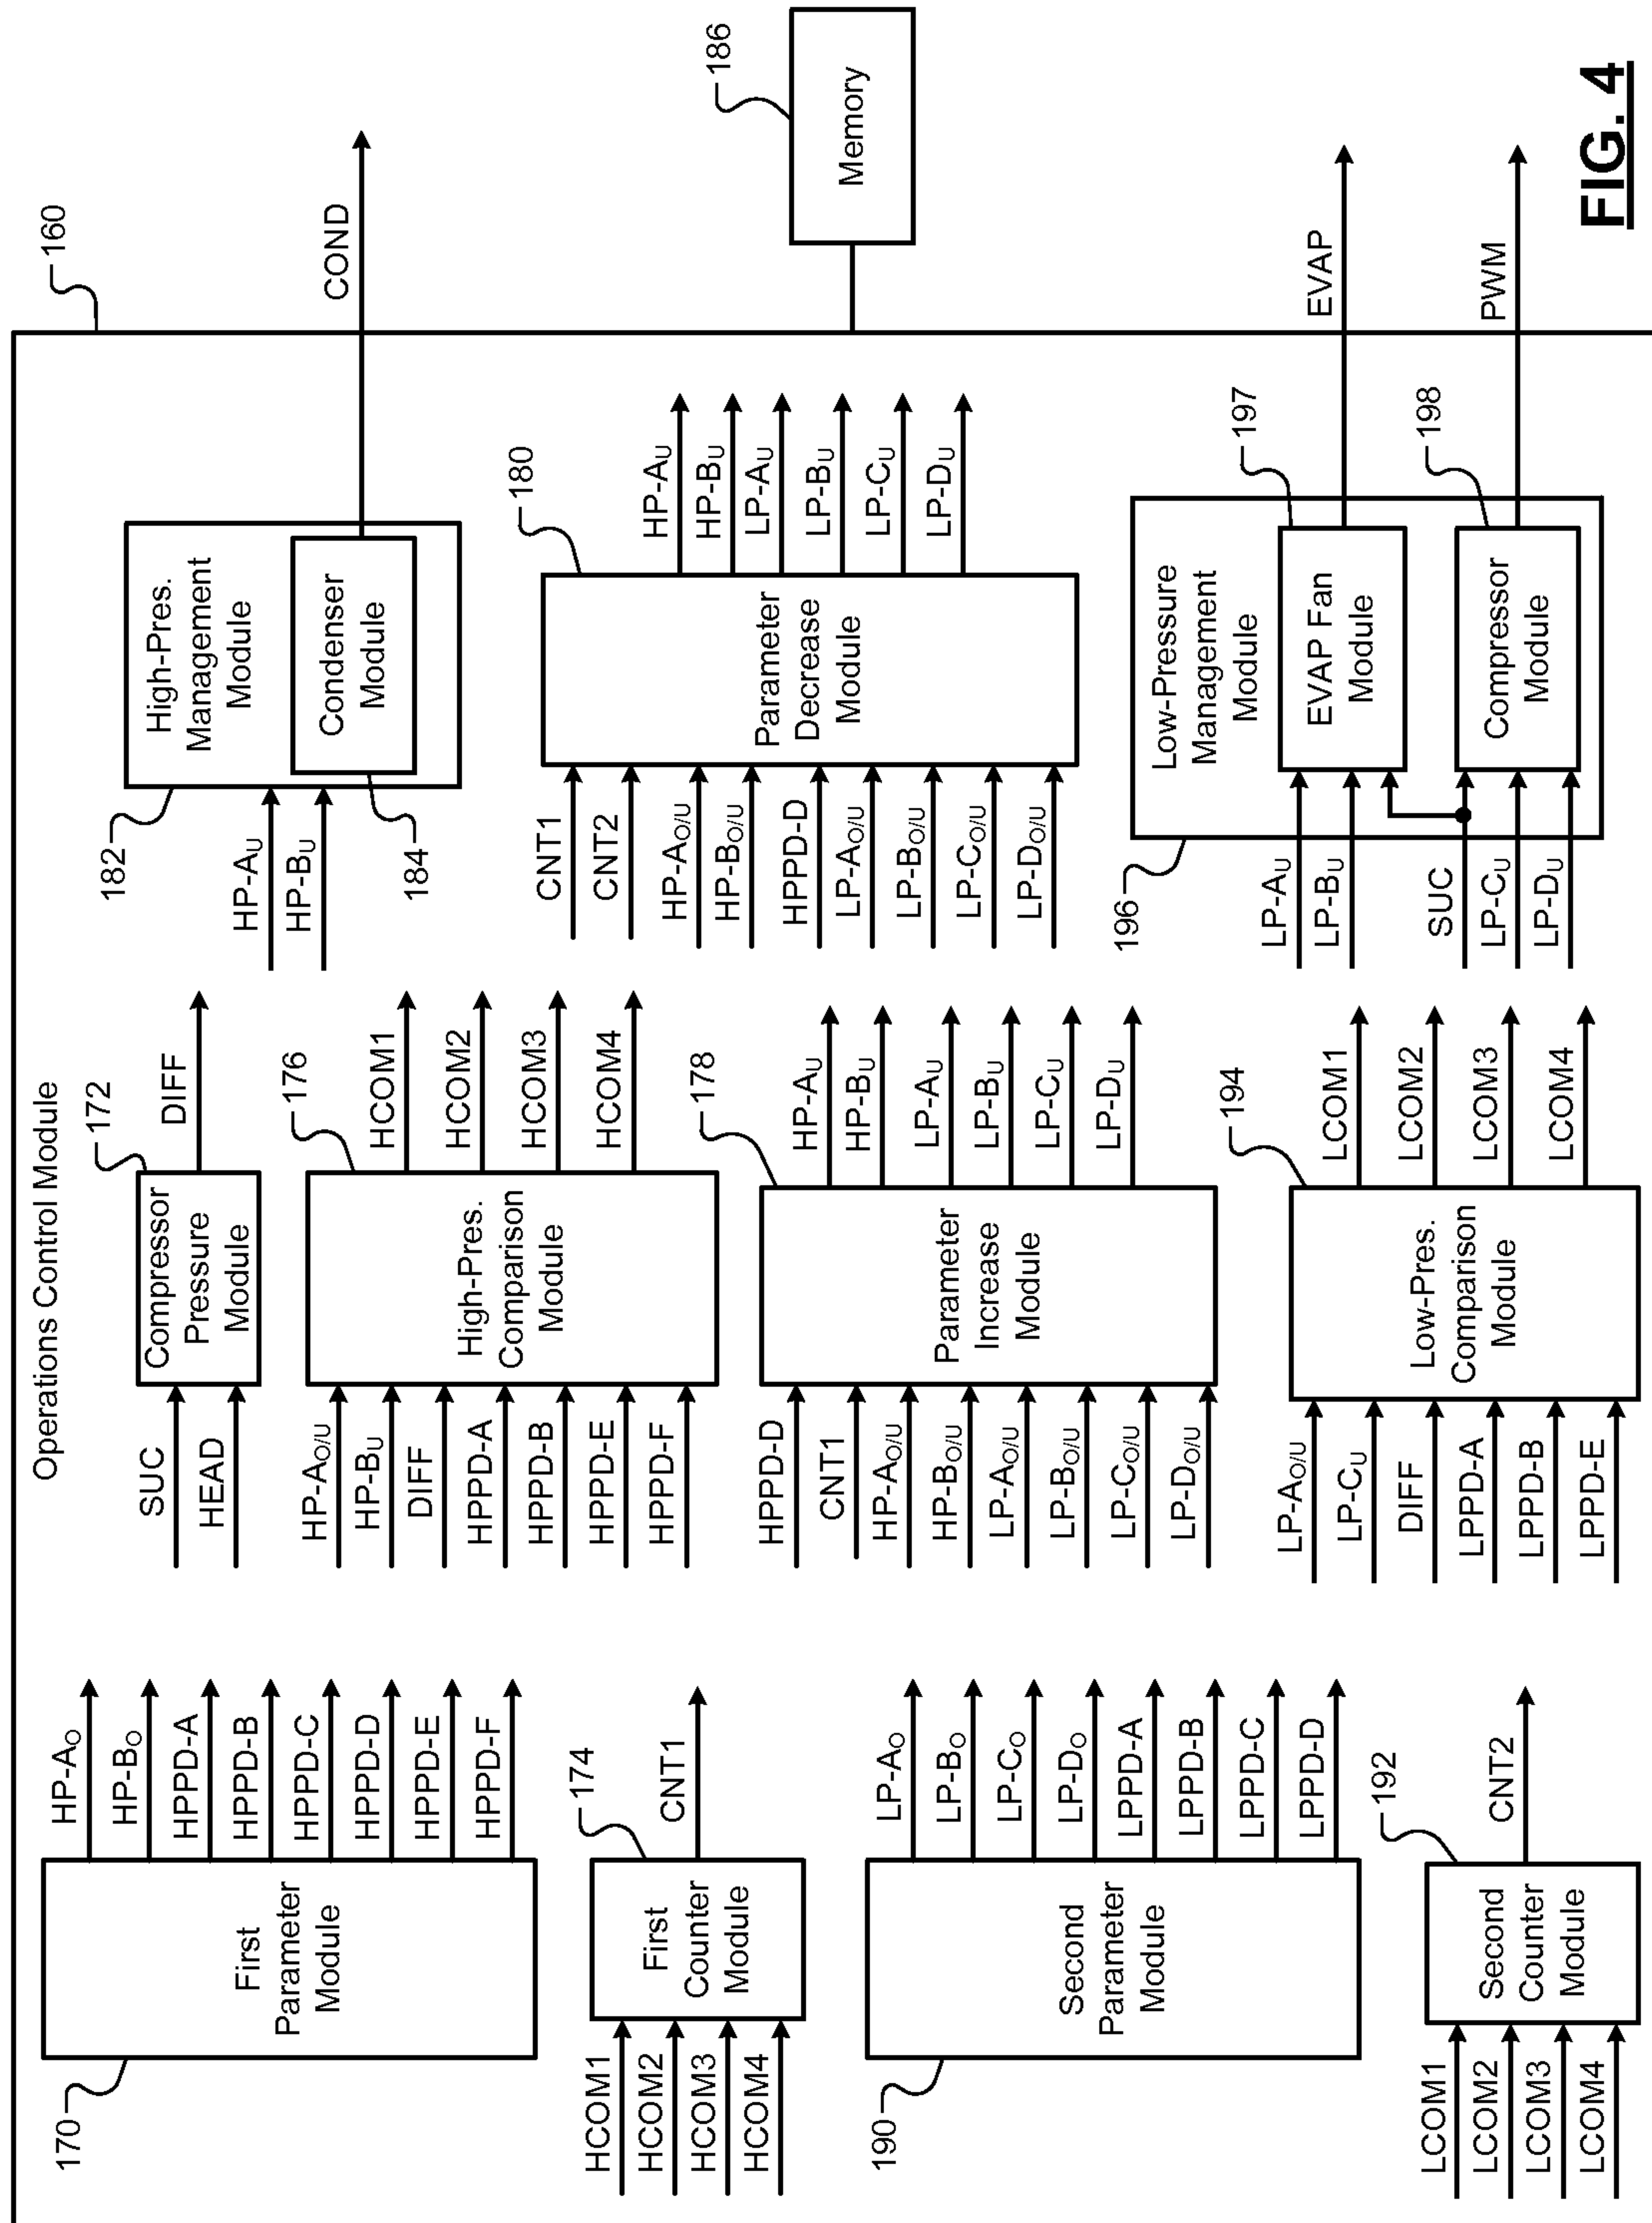 Operations Control Module
160
170
First
Parameter
Module
HP-A_O
HP-B_O
HPPD-A
HPPD-B
HPPD-C
HPPD-D
HPPD-E
HPPD-F
SUC
HEAD
172
Compressor
Pressure
Module
DIFF
182
HP-A_U
HP-B_U
184
High-Pres.
Management
Module
Condenser
Module
COND
HCOM1
HCOM2
HCOM3
HCOM4
174
First
Counter
Module
CNT1
HP-A_O/U
HP-B_U
DIFF
HPPD-A
HPPD-B
HPPD-E
HPPD-F
176
High-Pres.
Comparison
Module
HCOM1
HCOM2
HCOM3
HCOM4
CNT1
CNT2
HP-A_O/U
HP-B_O/U
HPPD-D
LP-A_O/U
LP-B_O/U
LP-C_O/U
LP-D_O/U
180
Parameter
Decrease
Module
HP-A_U
HP-B_U
LP-A_U
LP-B_U
LP-C_U
LP-D_U
186
Memory
190
Second
Parameter
Module
LP-A_O
LP-B_O
LP-C_O
LP-D_O
LPPD-A
LPPD-B
LPPD-C
LPPD-D
HPPD-D
CNT1
HP-A_O/U
HP-B_O/U
LP-A_O/U
LP-B_O/U
LP-C_O/U
LP-D_O/U
178
Parameter
Increase
Module
HP-A_U
HP-B_U
LP-A_U
LP-B_U
LP-C_U
LP-D_U
LCOM1
LCOM2
LCOM3
LCOM4
192
Second
Counter
Module
CNT2
LP-A_O/U
LP-C_U
DIFF
LPPD-A
LPPD-B
LPPD-E
194
Low-Pres.
Comparison
Module
LCOM1
LCOM2
LCOM3
LCOM4
196
LP-A_U
LP-B_U
SUC
LP-C_U
LP-D_U
Low-Pressure
Management
Module
197
EVAP Fan
Module
198
Compressor
Module
EVAP
PWM
FIG. 4